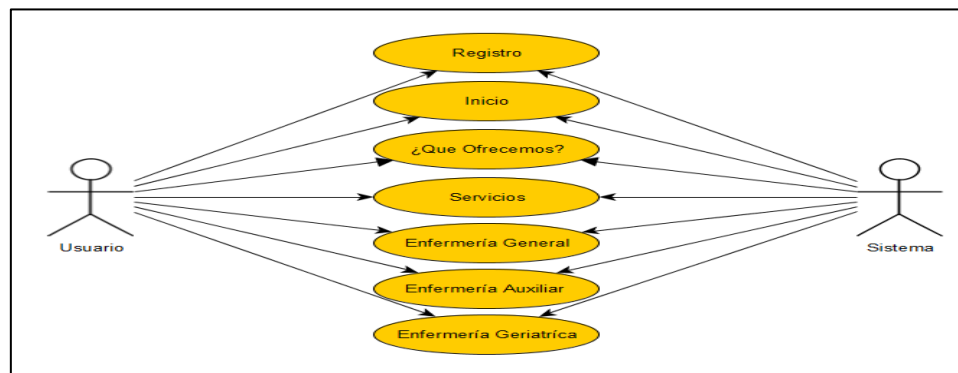 Registro
Inicio
¿Que Ofrecemos?
Servicios
Usuario
Sistema
Enfermería General
Enfermería Auxiliar
Enfermería Geriatríca